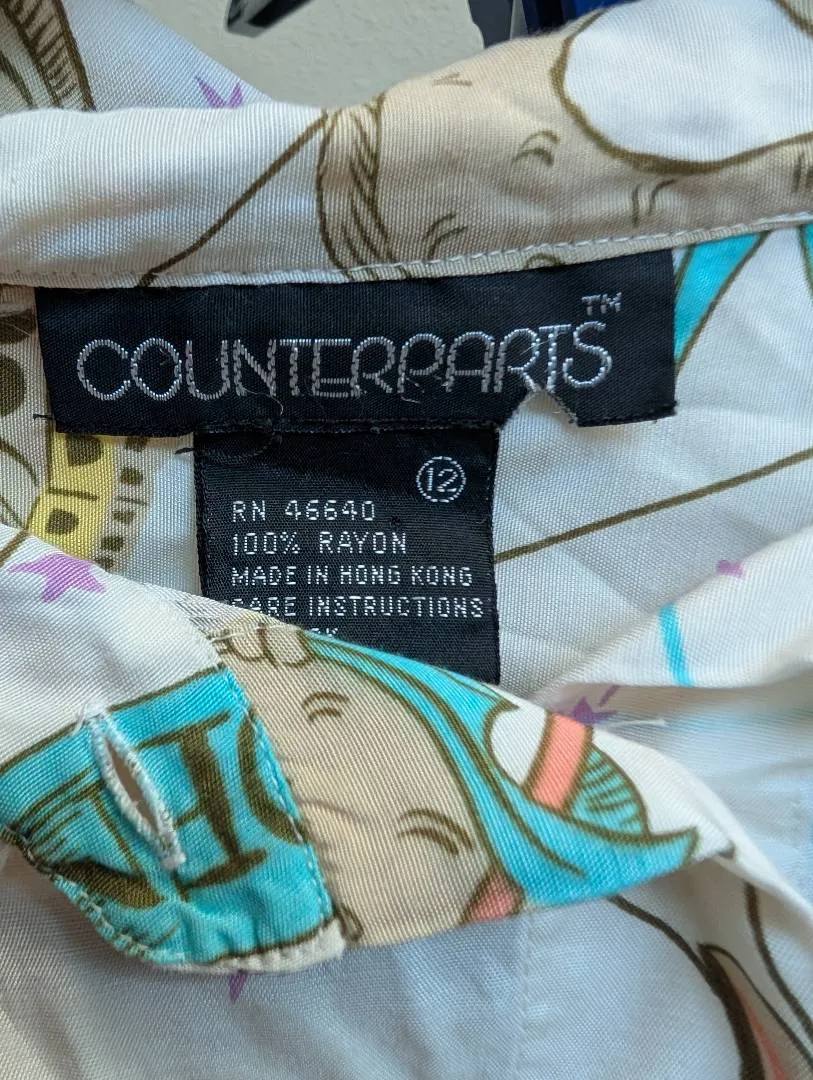 COUNTERPARTS™
12
RN 46640
100% RAYON
MADE IN HONG KONG
CARE INSTRUCTIONS